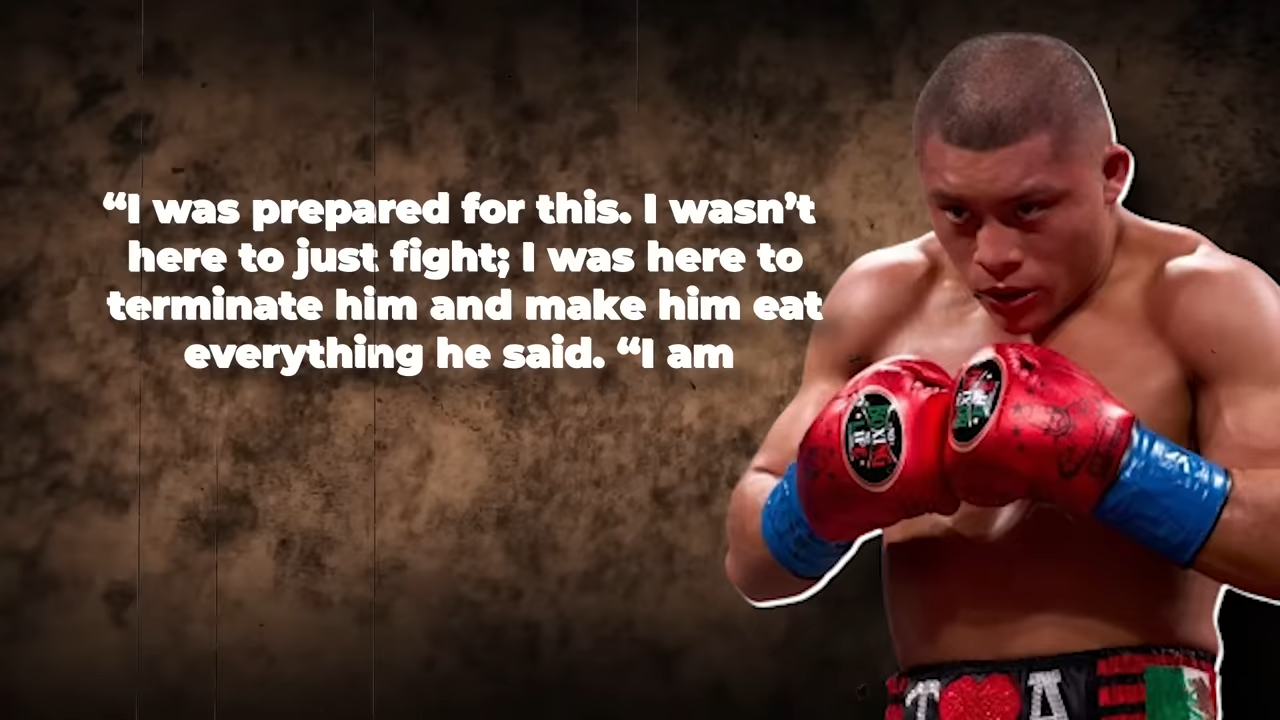 “I was prepared for this. I wasn’t
here to just fight; I was here to
terminate him and make him eat
everything he said. “I am
BOXING
T A